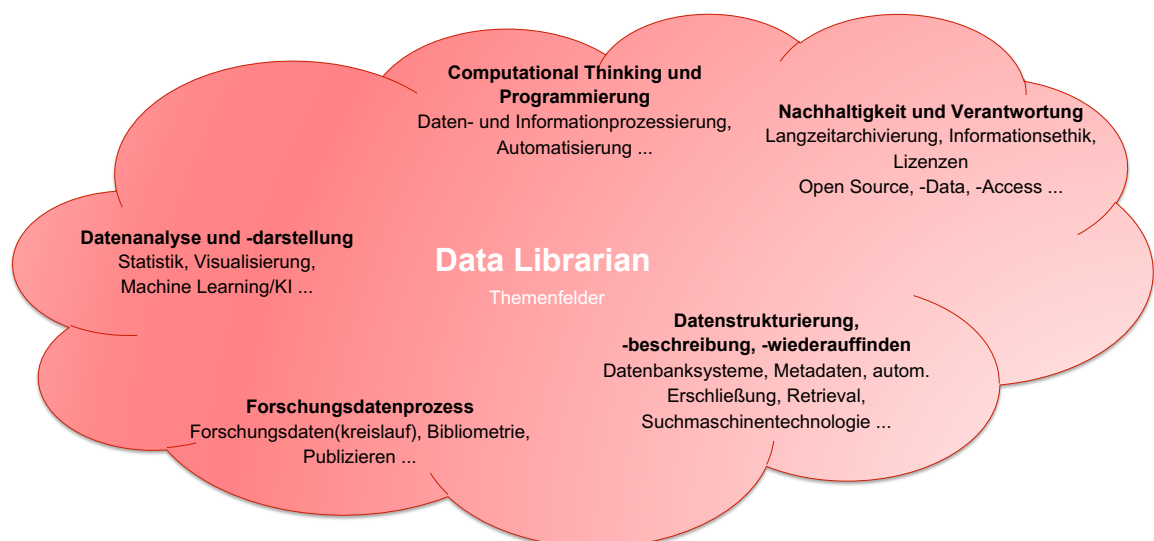 Computational Thinking und
Programmierung
Daten- und Informationprozessierung,
Automatisierung ...
Nachhaltigkeit und Verantwortung
Langzeitarchivierung, Informationsethik,
Lizenzen
Open Source, -Data, -Access ...
Datenanalyse und -darstellung
Statistik, Visualisierung,
Machine Learning/KI ...
Data Librarian
Themenfelder
Datenstrukturierung,
-beschreibung, -wiederauffinden
Datenbanksysteme, Metadaten, autom.
Erschließung, Retrieval,
Suchmaschinentechnologie ...
Forschungsdatenprozess
Forschungsdaten(kreislauf), Bibliometrie,
Publizieren ...